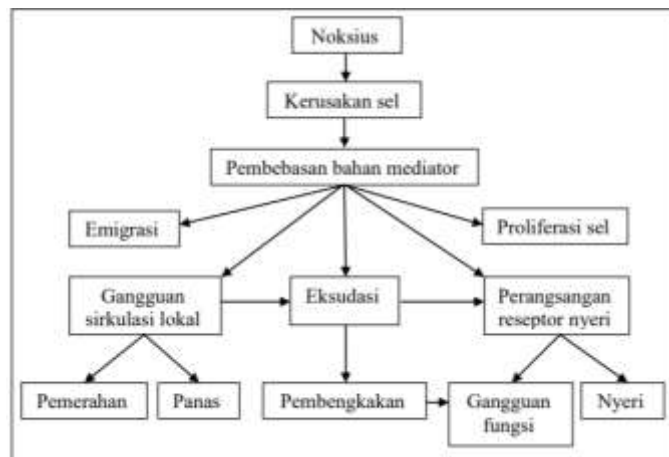 Noksius
Kerusakan sel
Pembebasan bahan mediator
Emigrasi
Proliferasi sel
Gangguan
sirkulasi lokal
Eksudasi
Perangsangan
reseptor nyeri
Pemerahan
Panas
Pembengkakan
Gangguan
fungsi
Nyeri